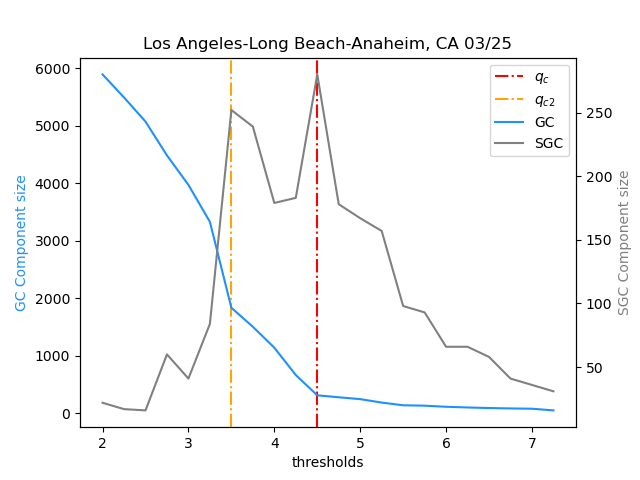 Los Angeles-Long Beach-Anaheim, CA 03/25
6000
5000
4000
3000
2000
1000
0
GC Component size
250
200
150
100
50
SGC Component size
q_c
q_c2
GC
SGC
2 3 4 5 6 7
thresholds